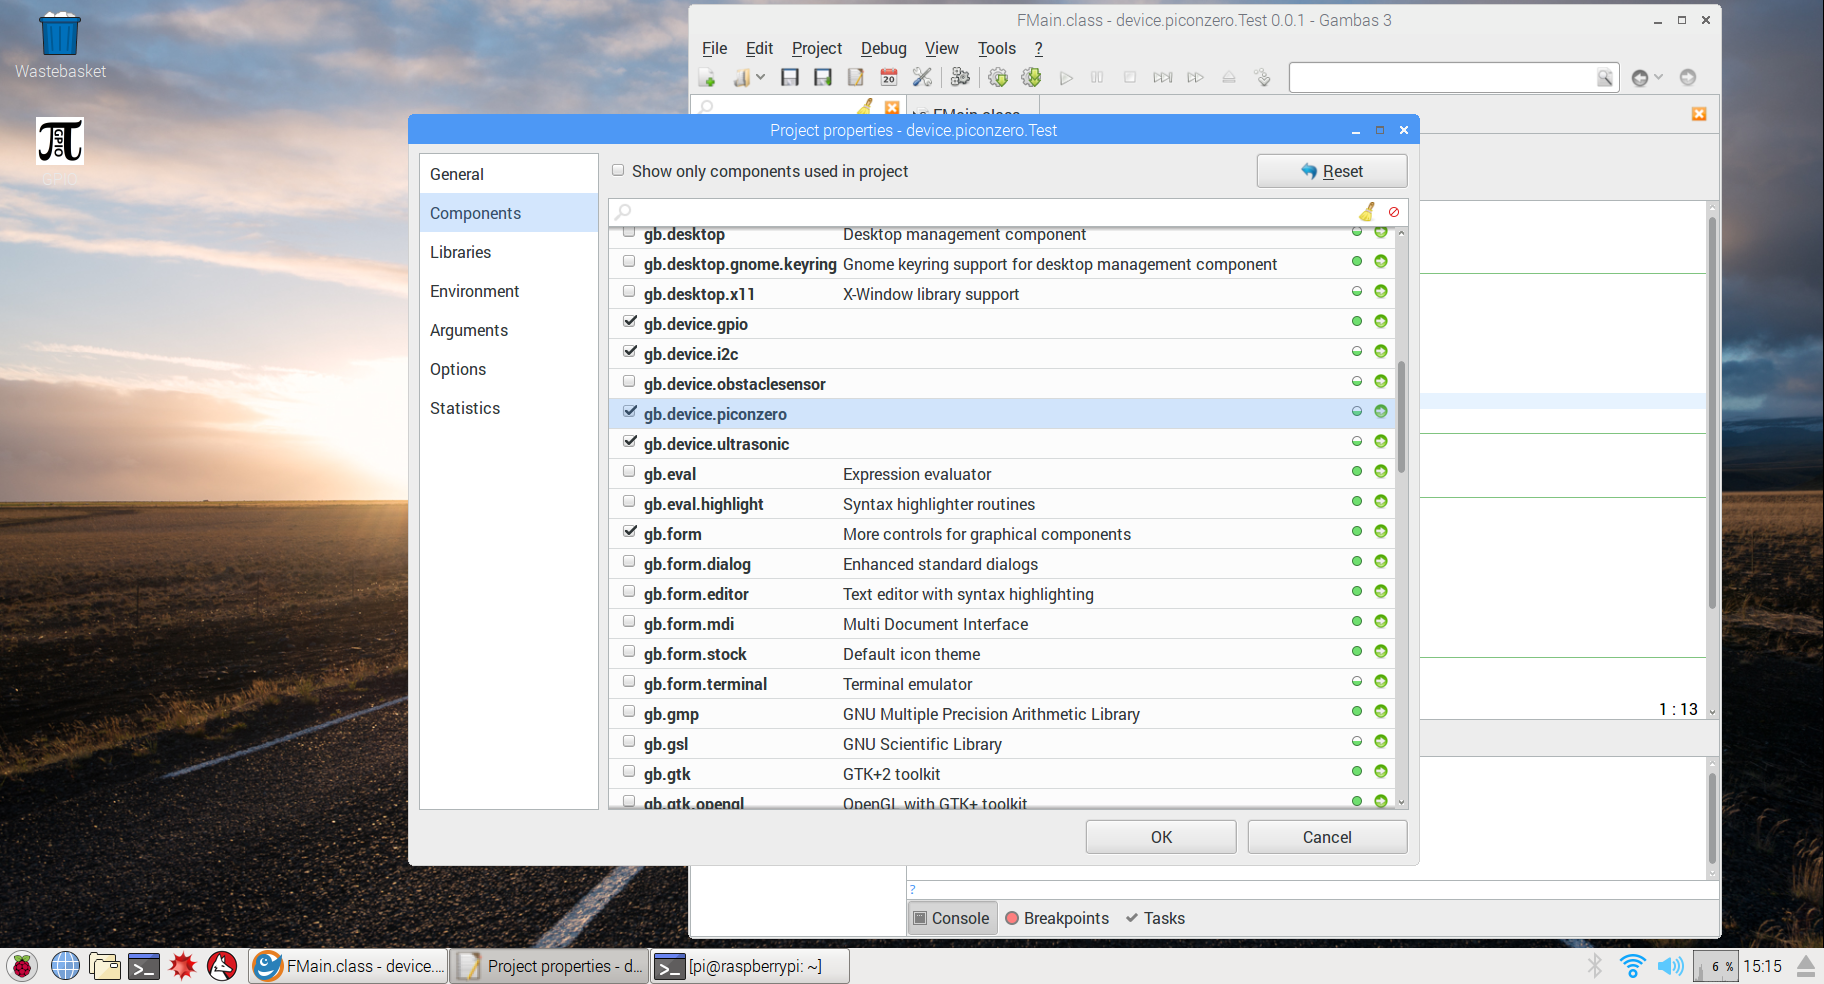 Wastebasket
GPIO
FMain.class - device.piconzero.Test 0.0.1 - Gambas 3
File Edit Project Debug View Tools ?
20
FMain.class
Project properties - device.piconzero.Test
General
Components
Libraries
Environment
Arguments
Options
Statistics
Show only components used in project
Reset
gb.desktop Desktop management component
gb.desktop.gnome.keyring Gnome keyring support for desktop management component
gb.desktop.x11 X-Window library support
gb.device.gpio
gb.device.i2c
gb.device.obstaclesensor
gb.device.piconzero
gb.device.ultrasonic
gb.eval Expression evaluator
gb.eval.highlight Syntax highlighter routines
gb.form More controls for graphical components
gb.form.dialog Enhanced standard dialogs
gb.form.editor Text editor with syntax highlighting
gb.form.mdi Multi Document Interface
gb.form.stock Default icon theme
gb.form.terminal Terminal emulator
gb.gmp GNU Multiple Precision Arithmetic Library
gb.gsl GNU Scientific Library
gb.gtk GTK+2 toolkit
gb.gtk.opengl OpenGL with GTK+ toolkit
OK Cancel
1 : 13
?
Console Breakpoints Tasks
FMain.class - device.... Project properties - d... [pi@raspberrypi: ~] 6 % 15:15